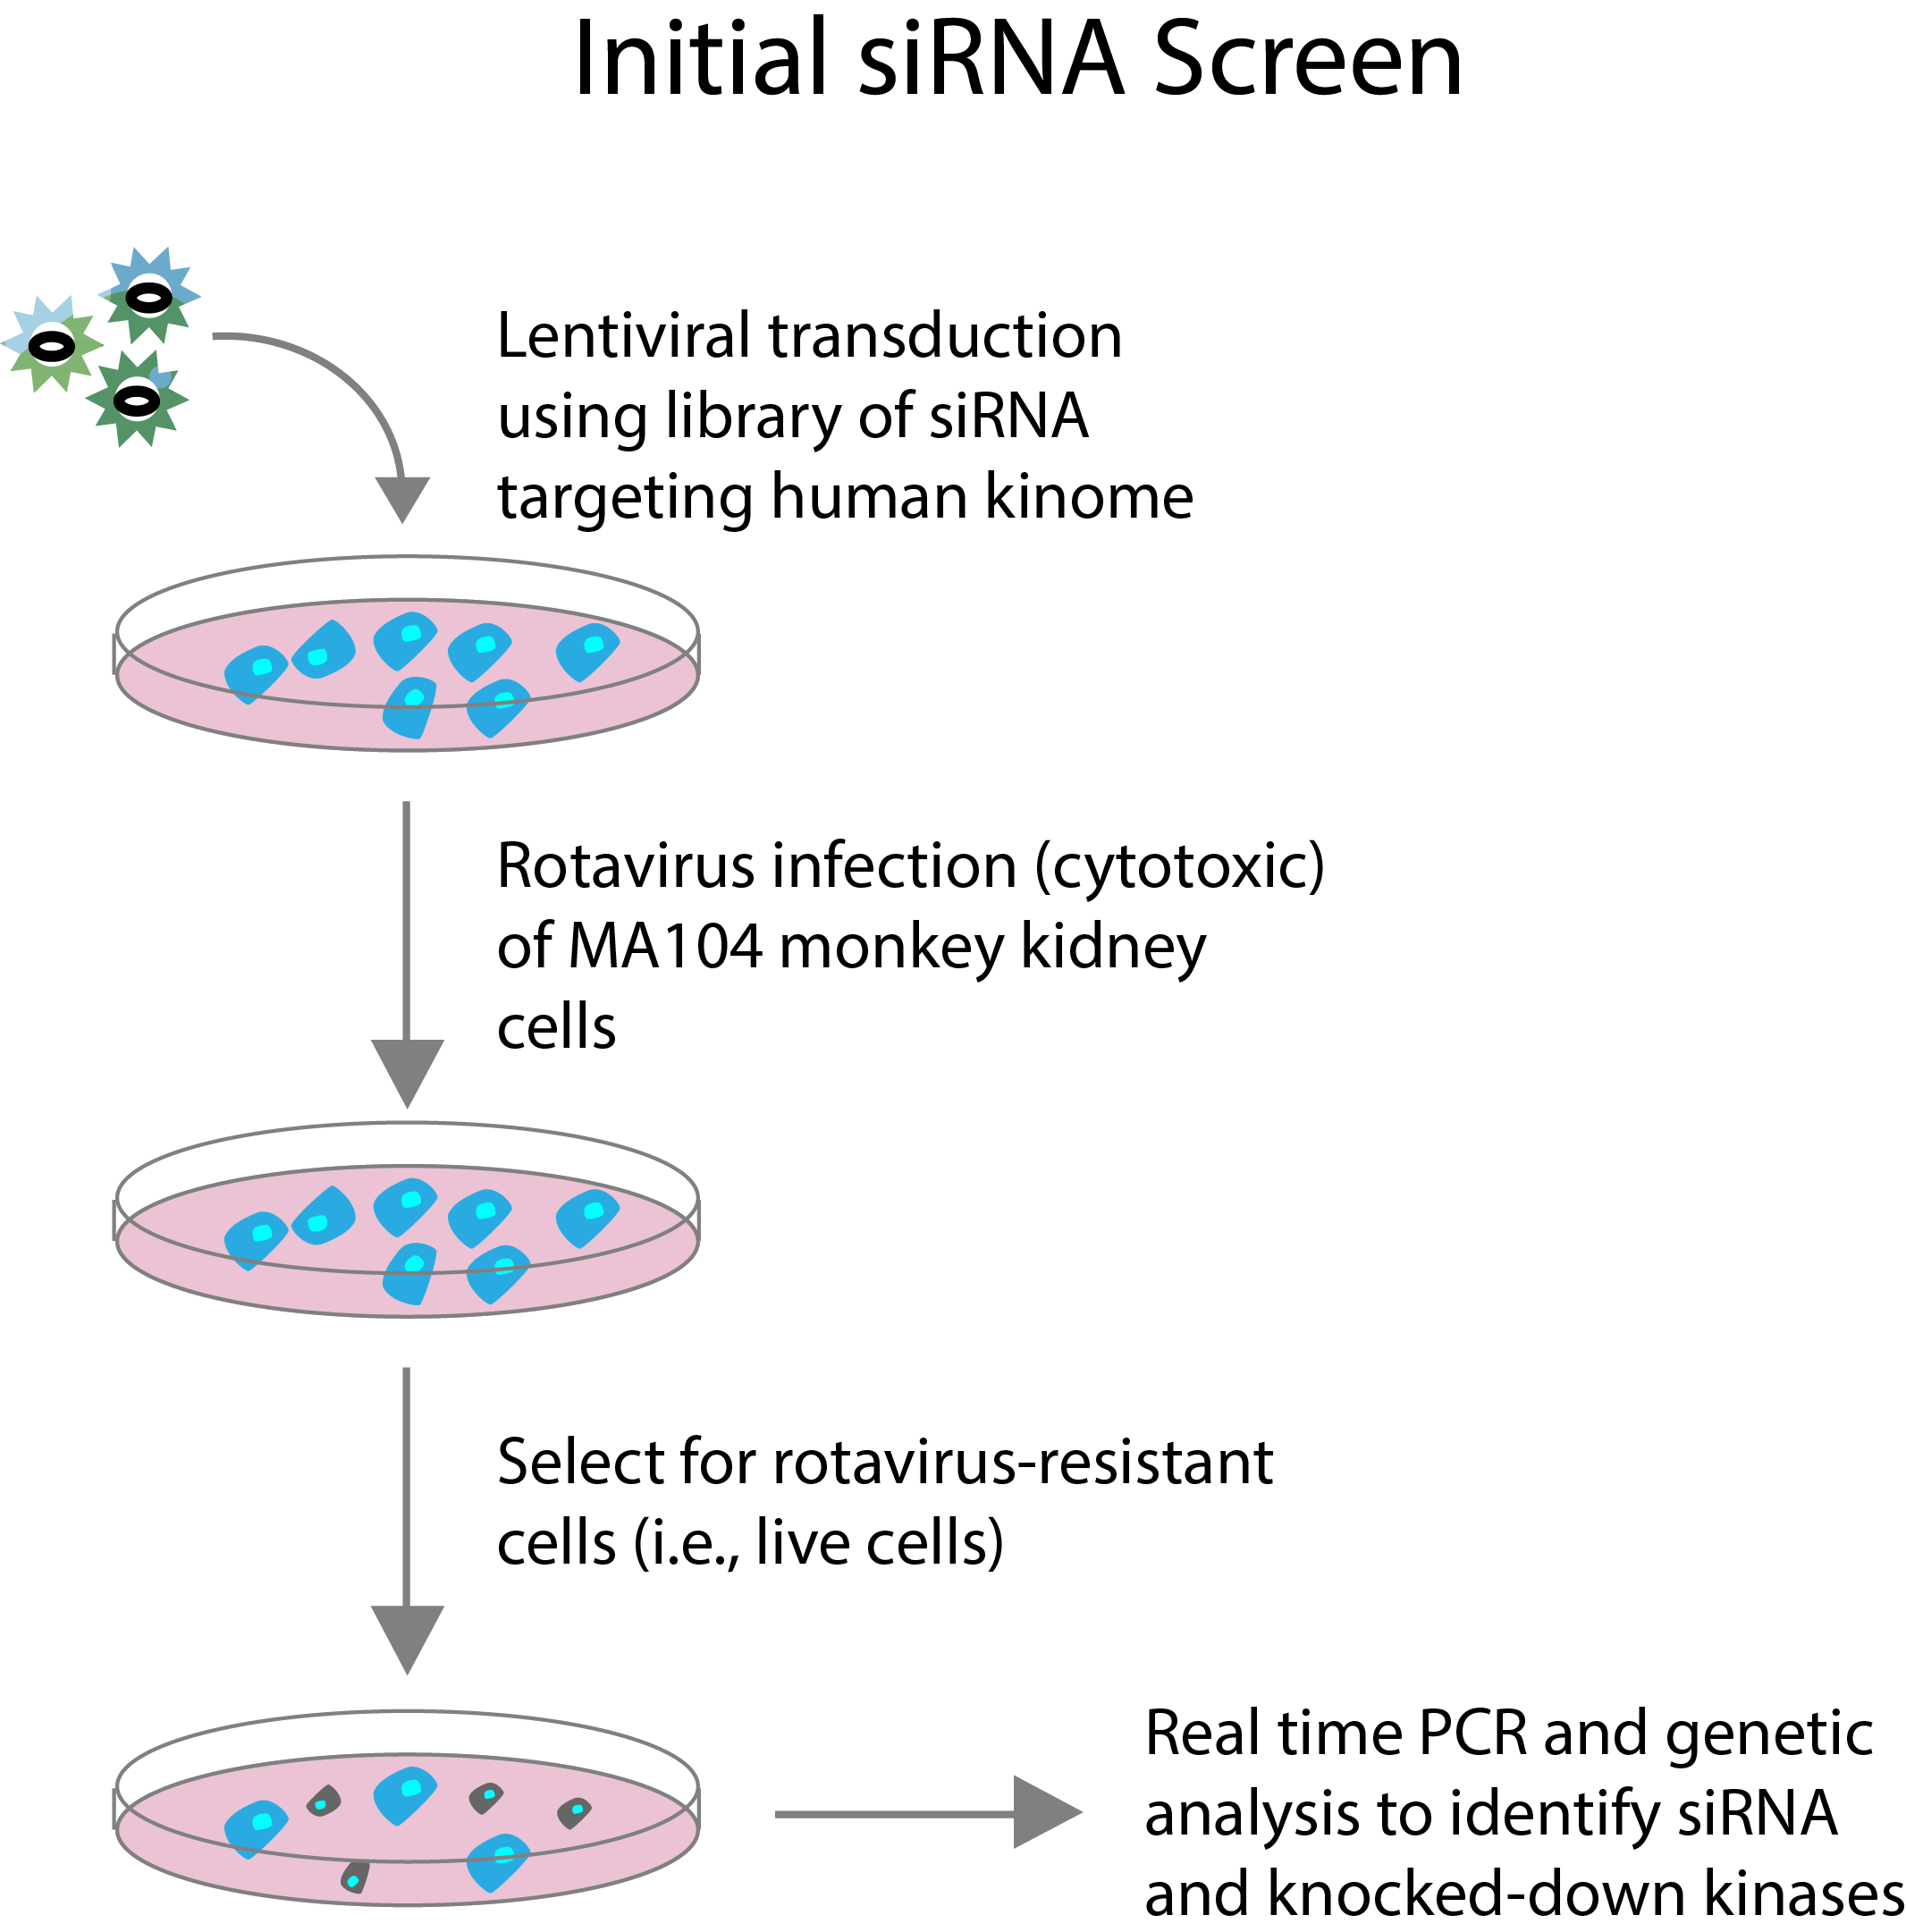 Initial siRNA Screen
Lentiviral transduction
using library of siRNA
targeting human kinome
Rotavirus infection (cytotoxic)
of MA104 monkey kidney
cells
Select for rotavirus-resistant
cells (i.e., live cells)
Real time PCR and genetic
analysis to identify siRNA
and knocked-down kinases